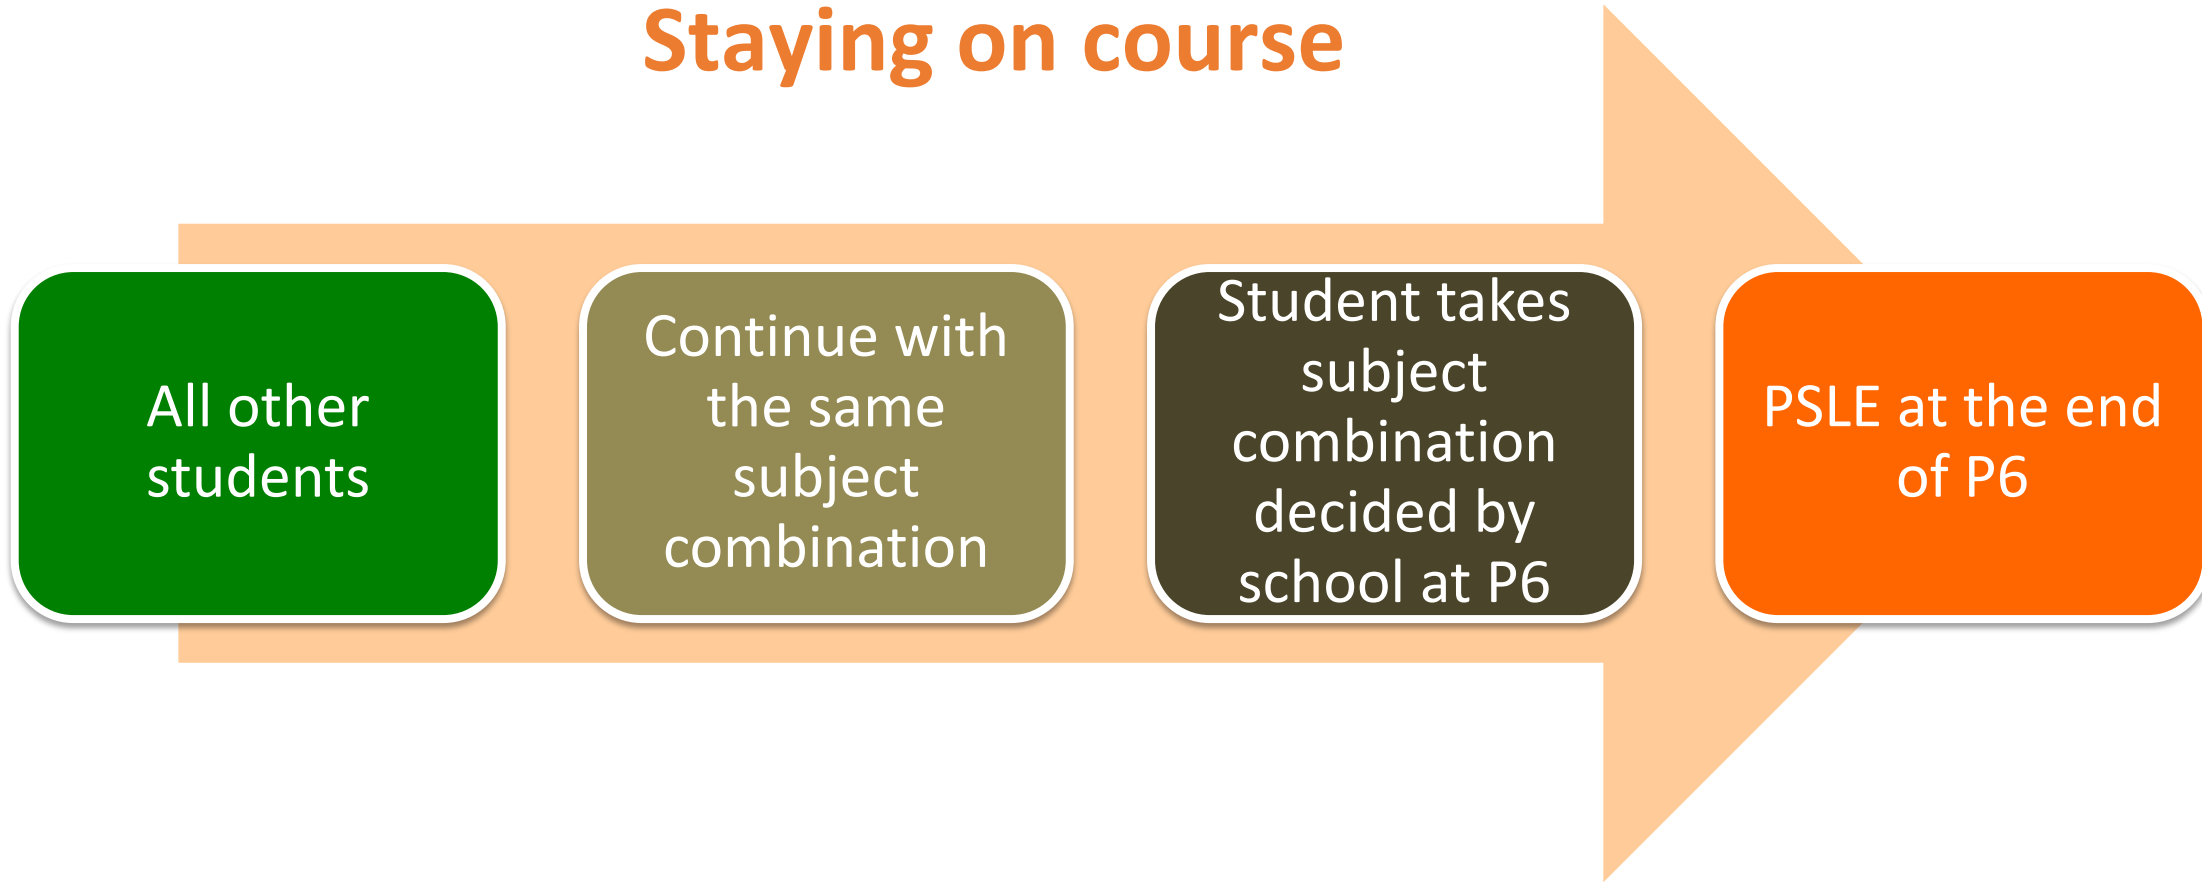 Staying on course
All other
students
Continue with
the same
subject
combination
Student takes
subject
combination
decided by
school at P6
PSLE at the end
of P6